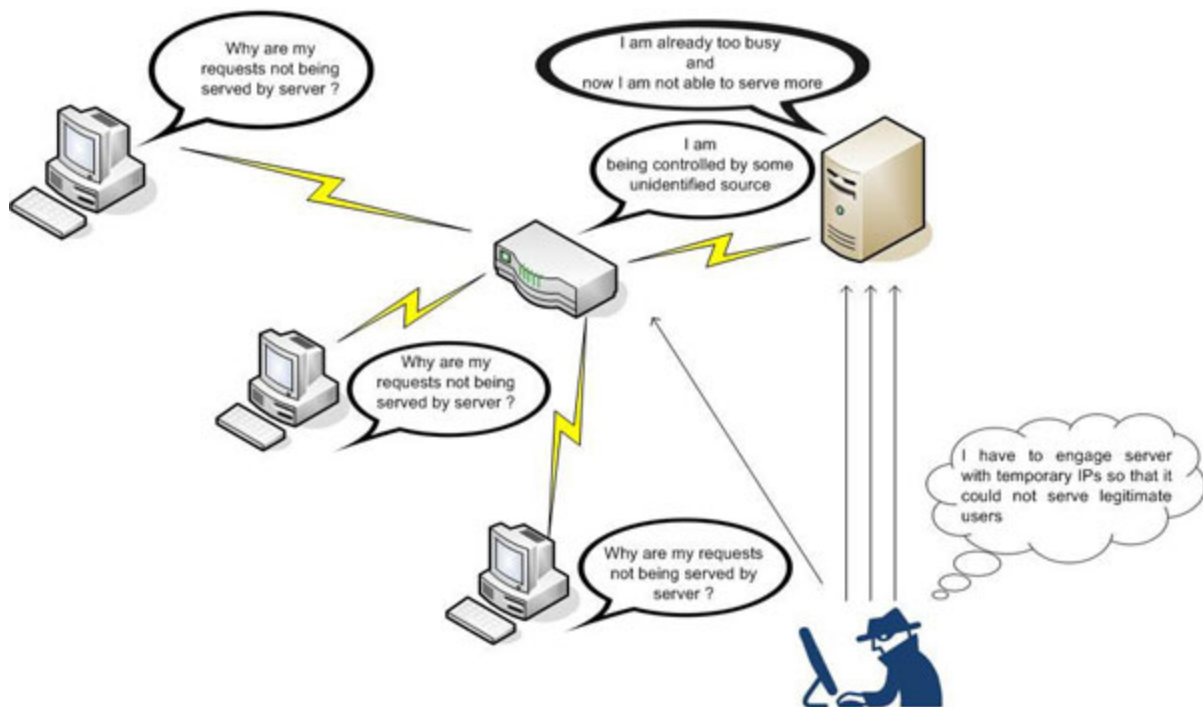 Why are my
requests not being
served by server ?
I am already too busy
and
now I am not able to serve more
I am
being controlled by some
unidentified source
Why are my
requests not being
served by server ?
I have to engage server
with temporary IPs so that it
could not serve legitimate
users
Why are my requests
not being served by
server ?